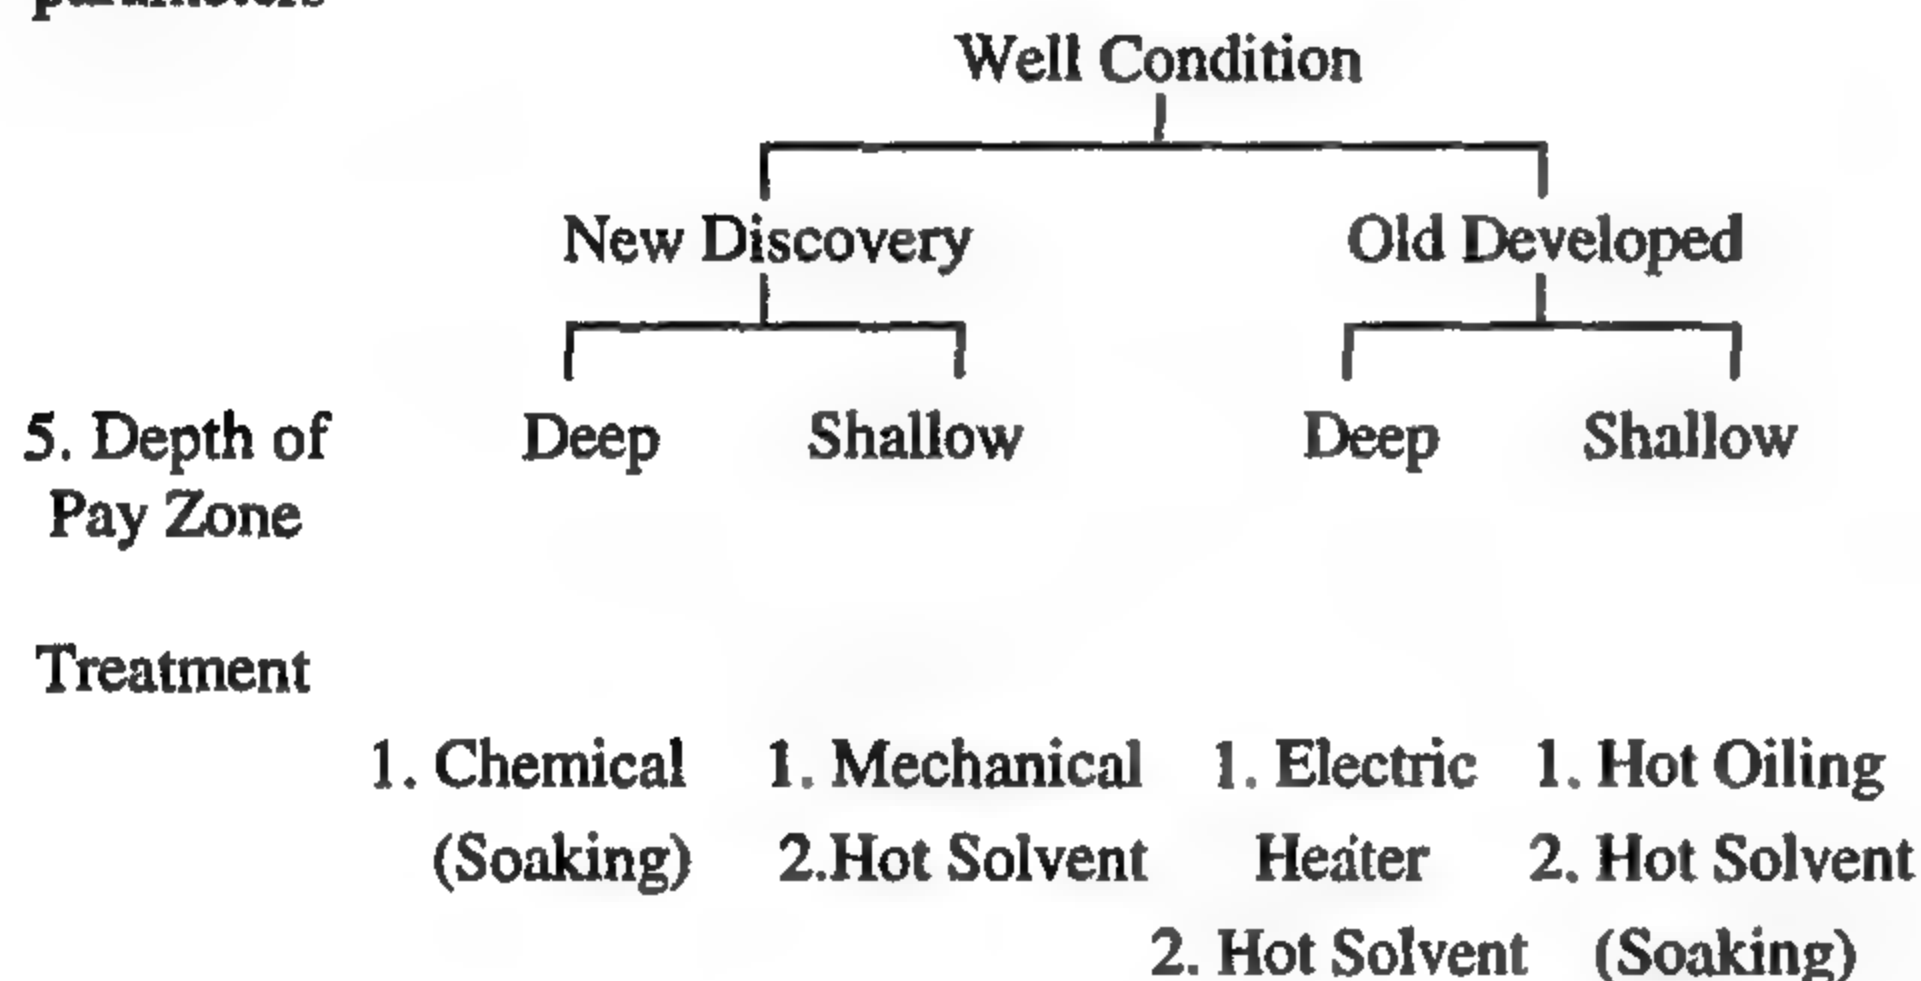 parameters
Well Condition
New Discovery Old Developed
5. Depth of Deep Shallow Deep Shallow
Pay Zone
Treatment
1. Chemical 1. Mechanical 1. Electric 1. Hot Oiling
(Soaking) 2.Hot Solvent Heater 2. Hot Solvent
2. Hot Solvent (Soaking)